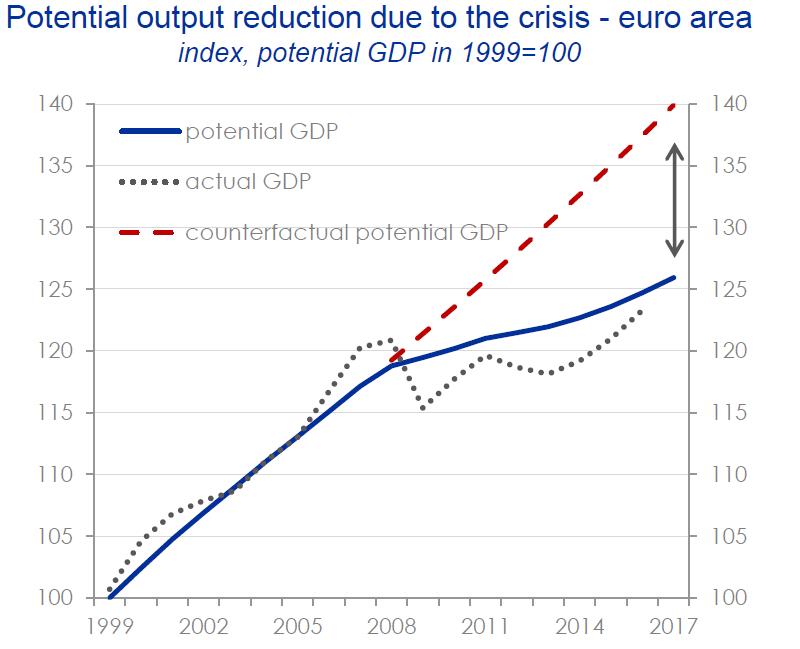 Potential output reduction due to the crisis - euro area
index, potential GDP in 1999=100
140 140
potential GDP
135 135
actual GDP
130 130
counterfactual potential GDP
125 125
120 120
115 115
110 110
105 105
100 100
1999 2002 2005 2008 2011 2014 2017